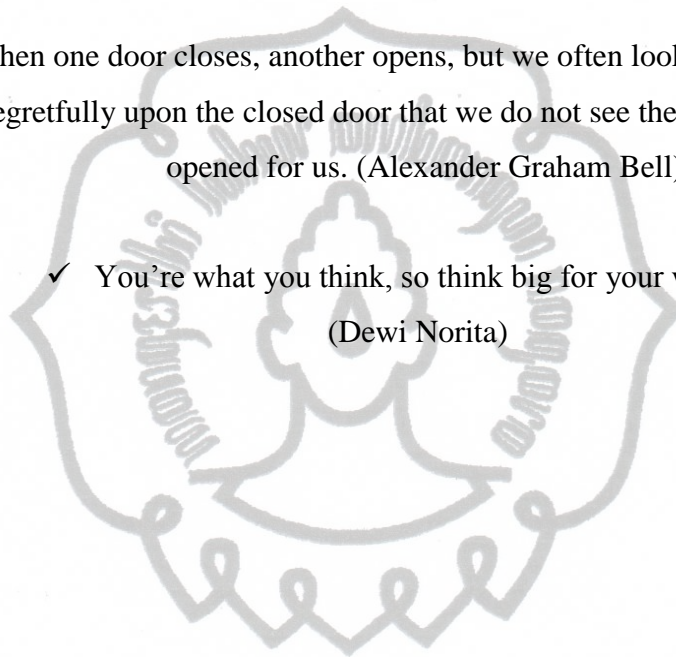 hen one door closes, another opens, but we often look
egretfully upon the closed door that we do not see the
opened for us. (Alexander Graham Bell)
✓ You’re what you think, so think big for your
(Dewi Norita)